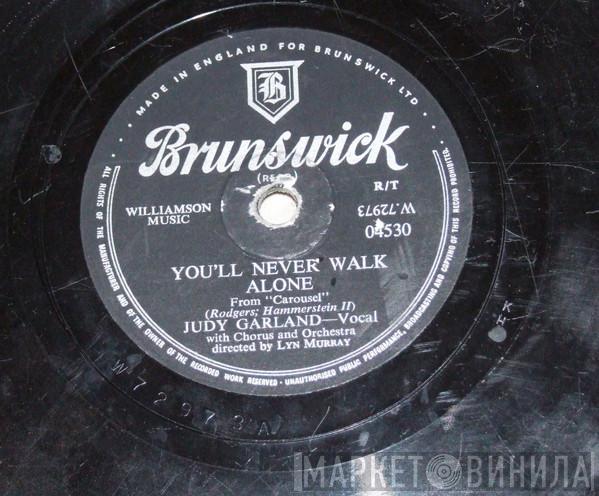 MADE IN ENGLAND FOR BRUNSWICK LTD.
B
Brunswick
R/T
WILLIAMSON
MUSIC
W.72973
04530
YOU'LL NEVER WALK
ALONE
From "Carousel"
(Rodgers; Hammerstein II)
JUDY GARLAND—Vocal
with Chorus and Orchestra
directed by LYN MURRAY
ALL RIGHTS OF THE MANUFACTURER AND OF THE OWNER OF THE RECORDED WORK RESERVED · UNAUTHORISED PUBLIC PERFORMANCE, BROADCASTING AND COPYING OF THIS RECORD PROHIBITED.
W72973A
K
МАРКЕТ ВИНИЛА